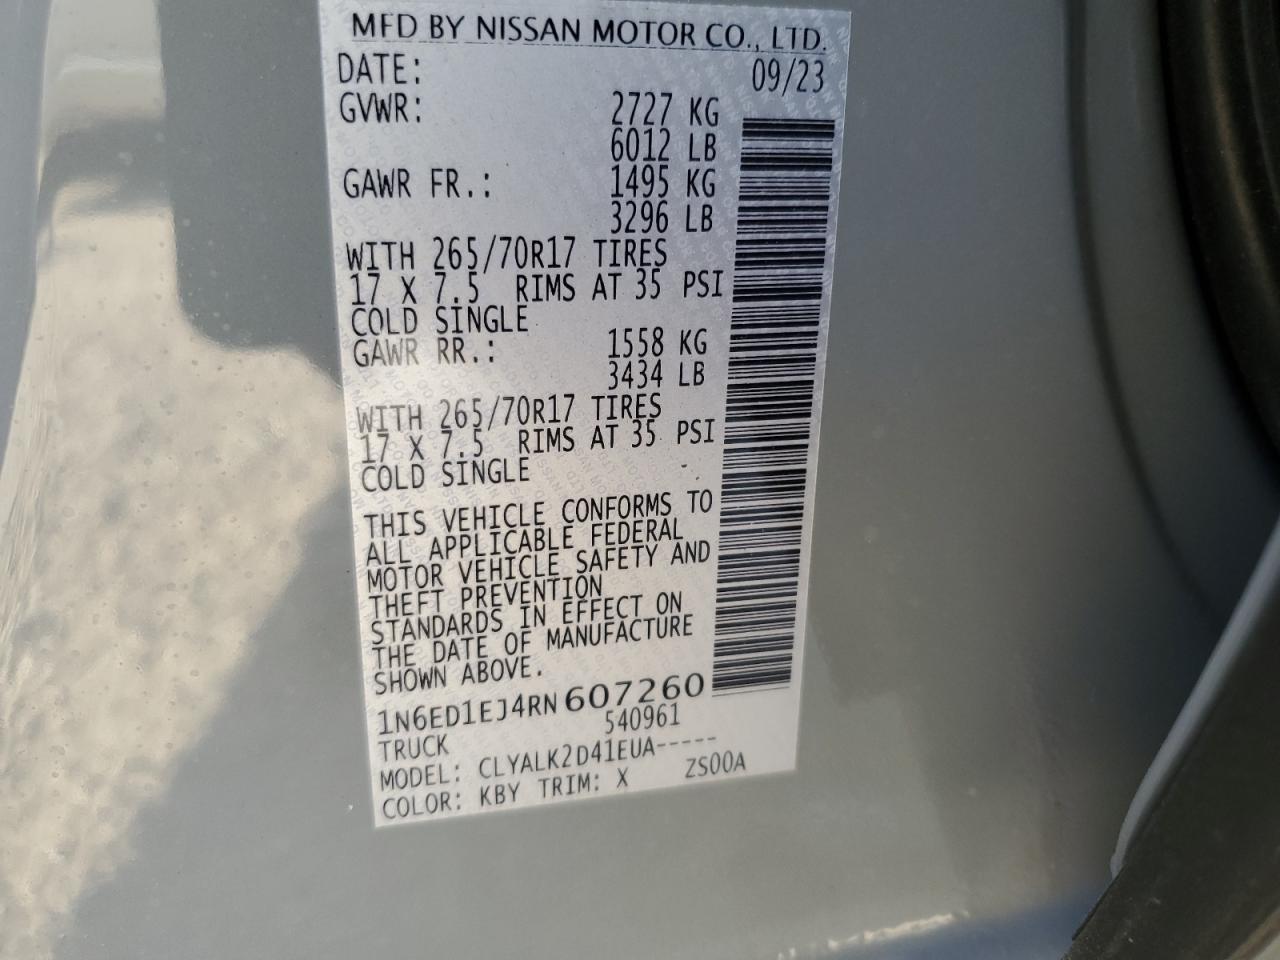 MFD BY NISSAN MOTOR CO., LTD.
DATE: 09/23
GVWR: 2727 KG
6012 LB
GAWR FR.: 1495 KG
3296 LB
WITH 265/70R17 TIRES
17 X 7.5 RIMS AT 35 PSI
COLD SINGLE
GAWR RR.: 1558 KG
3434 LB
WITH 265/70R17 TIRES
17 X 7.5 RIMS AT 35 PSI
COLD SINGLE
THIS VEHICLE CONFORMS TO
ALL APPLICABLE FEDERAL
MOTOR VEHICLE SAFETY AND
THEFT PREVENTION
STANDARDS IN EFFECT ON
THE DATE OF MANUFACTURE
SHOWN ABOVE.
1N6ED1EJ4RN607260
TRUCK 540961
MODEL: CLYALK2D41EUA-----
COLOR: KBY TRIM: X ZS00A